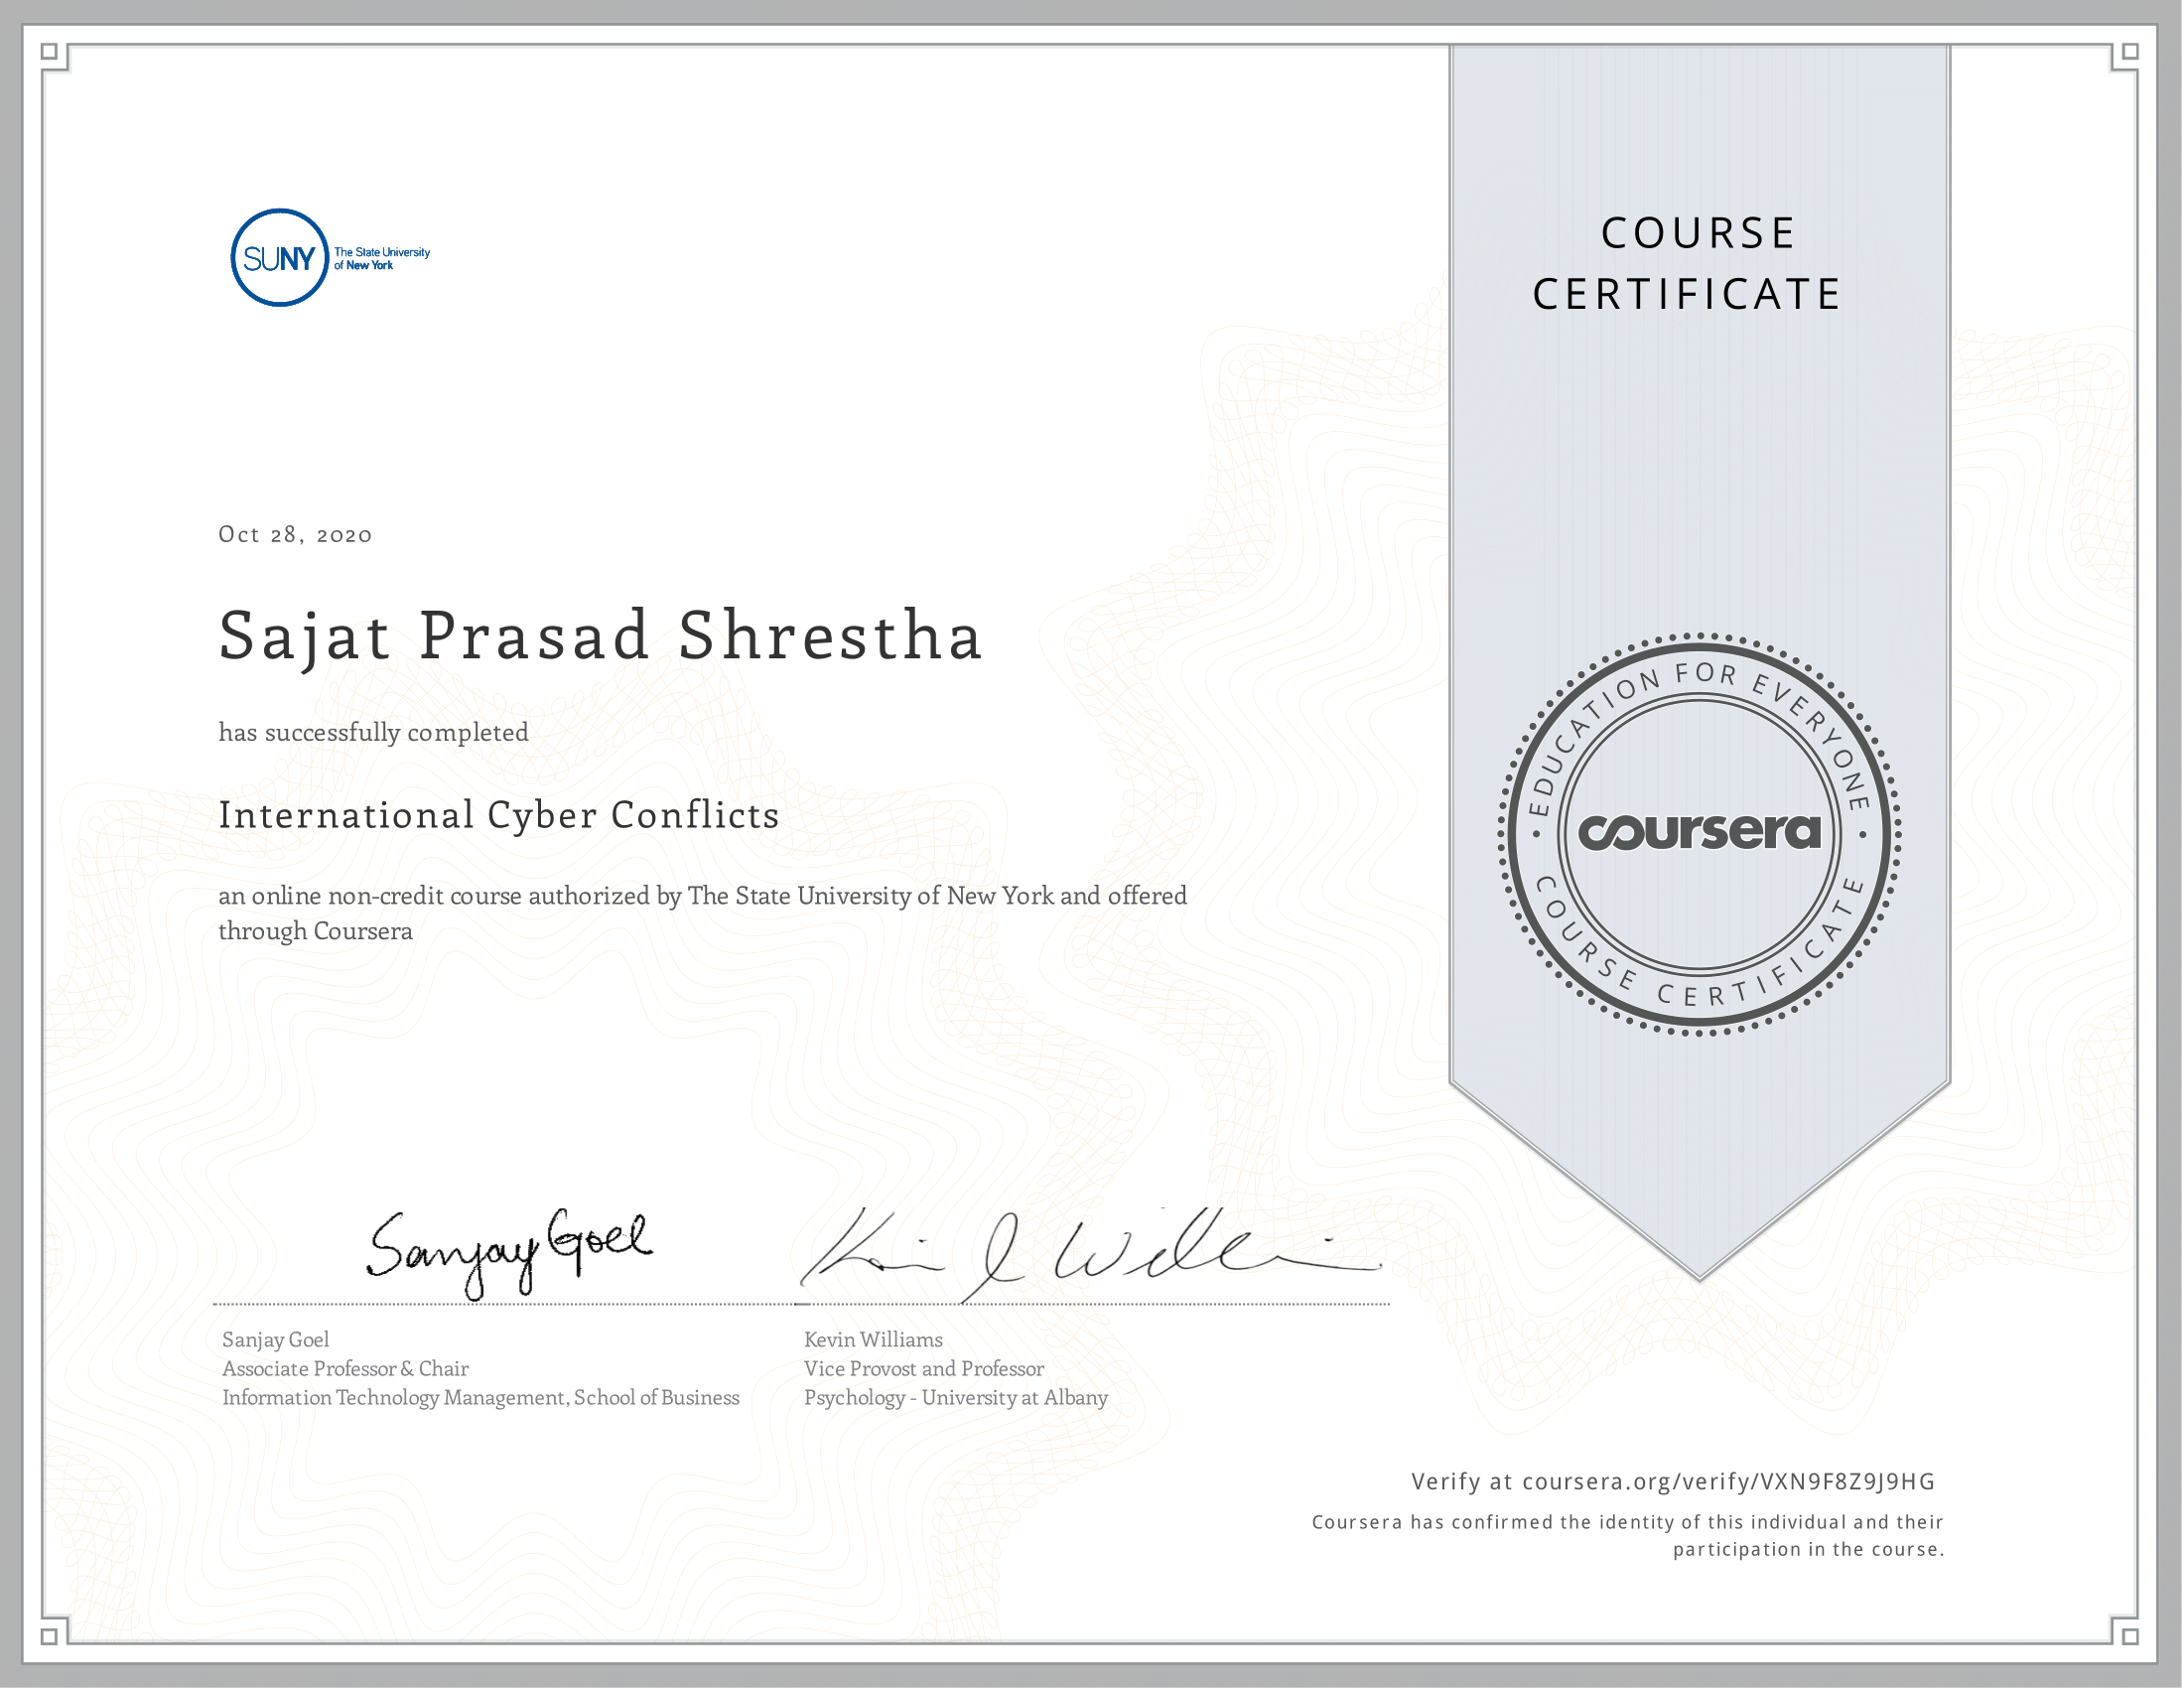 SUNY
The State University
of New York
COURSE
CERTIFICATE
Oct 28, 2020
Sajat Prasad Shrestha
has successfully completed
International Cyber Conflicts
an online non-credit course authorized by The State University of New York and offered
through Coursera
EDUCATION FOR EVERYONE
coursera
COURSE CERTIFICATE
Sanjay Goel
Sanjay Goel
Associate Professor & Chair
Information Technology Management, School of Business
Kevin Williams
Vice Provost and Professor
Psychology - University at Albany
Verify at coursera.org/verify/VXN9F8Z9J9HG
Coursera has confirmed the identity of this individual and their
participation in the course.